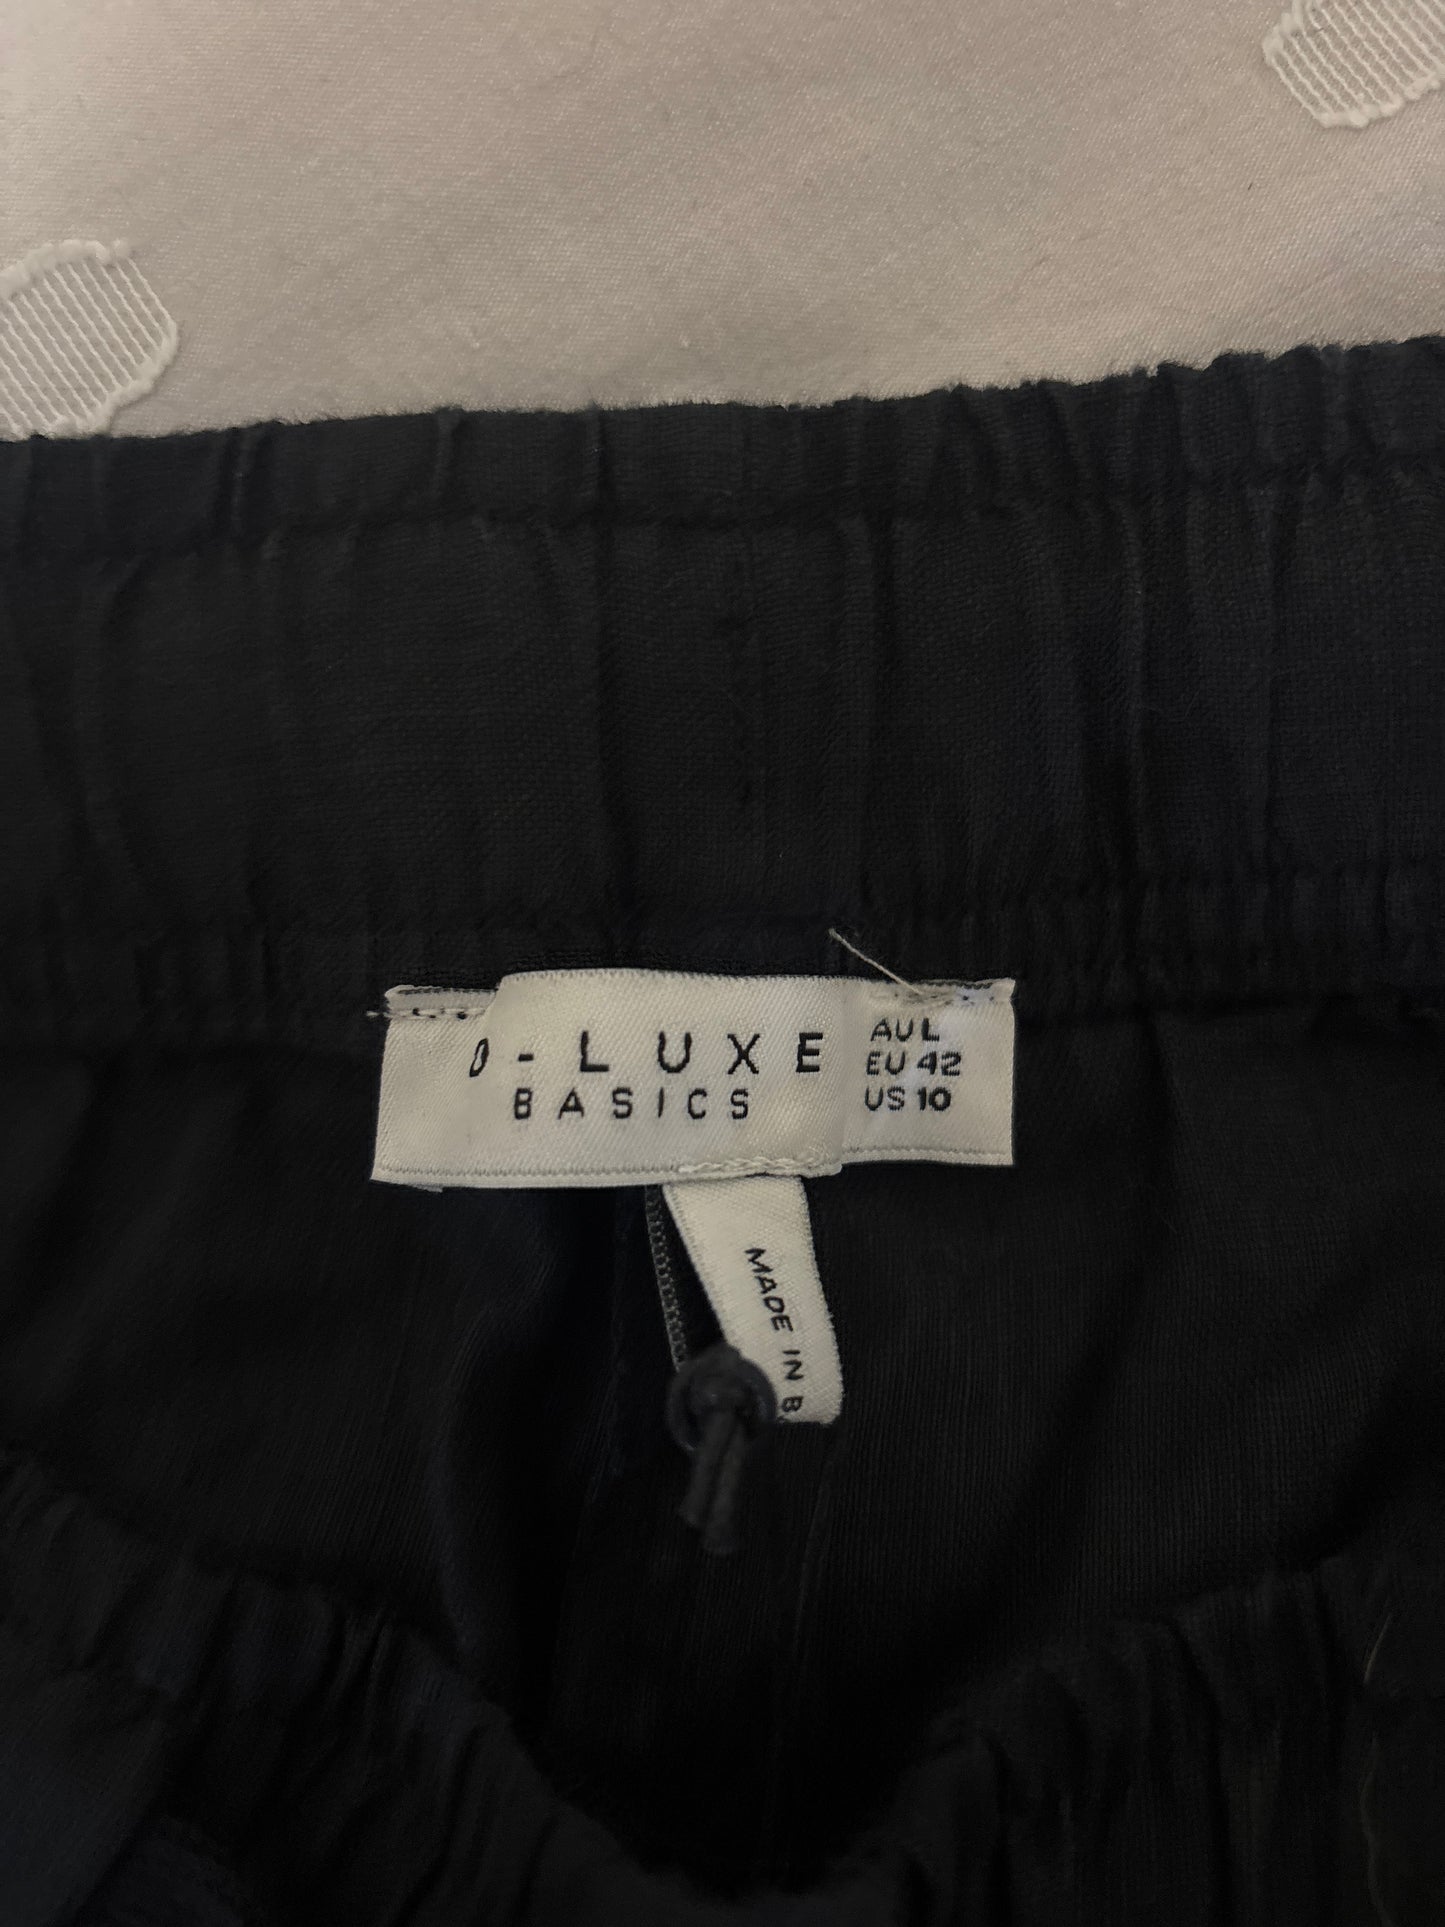 D-LUXE
BASICS
AU L
EU 42
US 10
MADE IN B